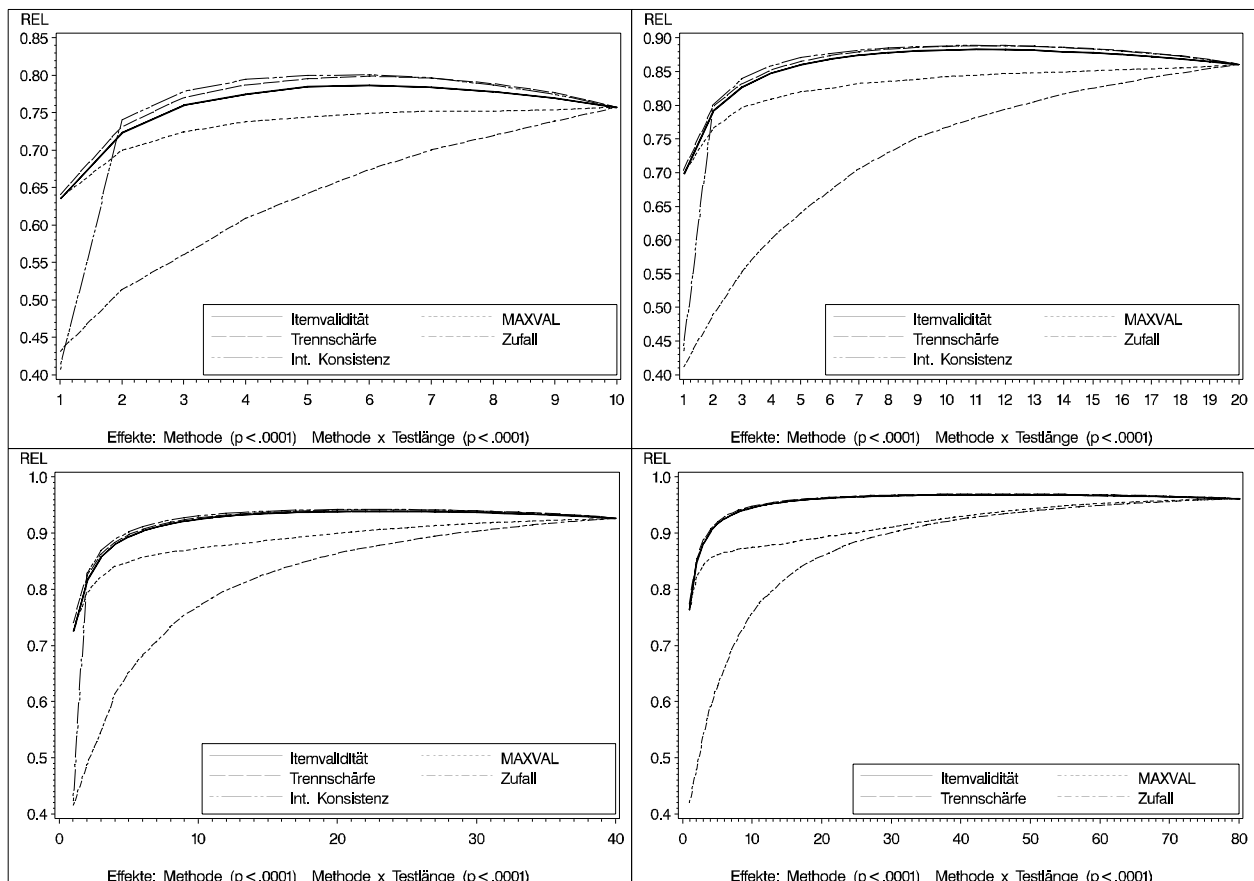 REL
0.85
0.80
0.75
0.70
0.65
0.60
0.55
0.50
0.45
0.40
1 2 3 4 5 6 7 8 9 10
Itemvalidität MAXVAL
Trennschärfe Zufall
Int. Konsistenz
Effekte: Methode (p<.0001) Methode x Testlänge (p<.0001)
REL
0.90
0.85
0.80
0.75
0.70
0.65
0.60
0.55
0.50
0.45
0.40
1 2 3 4 5 6 7 8 9 10 11 12 13 14 15 16 17 18 19 20
Itemvalidität MAXVAL
Trennschärfe Zufall
Int. Konsistenz
Effekte: Methode (p<.0001) Methode x Testlänge (p<.0001)
REL
1.0
0.9
0.8
0.7
0.6
0.5
0.4
0 10 20 30 40
Itemvalidität MAXVAL
Trennschärfe Zufall
Int. Konsistenz
Effekte: Methode (p<.0001) Methode x Testlänge (p<.0001)
REL
1.0
0.9
0.8
0.7
0.6
0.5
0.4
0 10 20 30 40 50 60 70 80
Itemvalidität MAXVAL
Trennschärfe Zufall
Effekte: Methode (p<.0001) Methode x Testlänge (p<.0001)